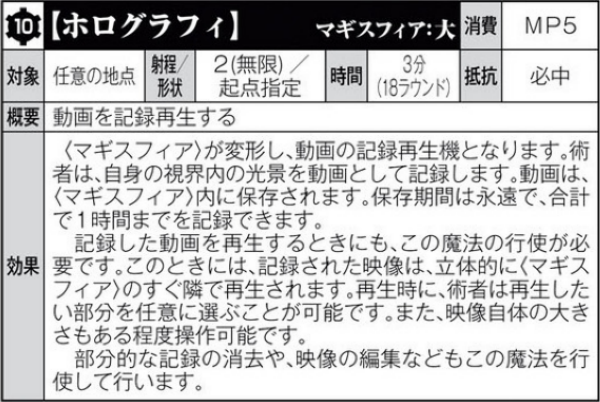 10【ホログラフィ】 マギスフィア:大 消費 MP5
対象 任意の地点 射程/形状 2(無限)/起点指定 時間 3分(18ラウンド) 抵抗 必中
概要 動画を記録再生する
効果
〈マギスフィア〉が変形し、動画の記録再生機となります。術
者は、自身の視界内の光景を動画として記録します。動画は、
〈マギスフィア〉内に保存されます。保存期間は永遠で、合計
で1時間までを記録できます。
記録した動画を再生するときにも、この魔法の行使が必
要です。このときには、記録された映像は、立体的に〈マギス
フィア〉のすぐ隣で再生されます。再生時に、術者は再生した
い部分を任意に選ぶことが可能です。また、映像自体の大き
さもある程度操作可能です。
部分的な記録の消去や、映像の編集などもこの魔法を行
使して行います。